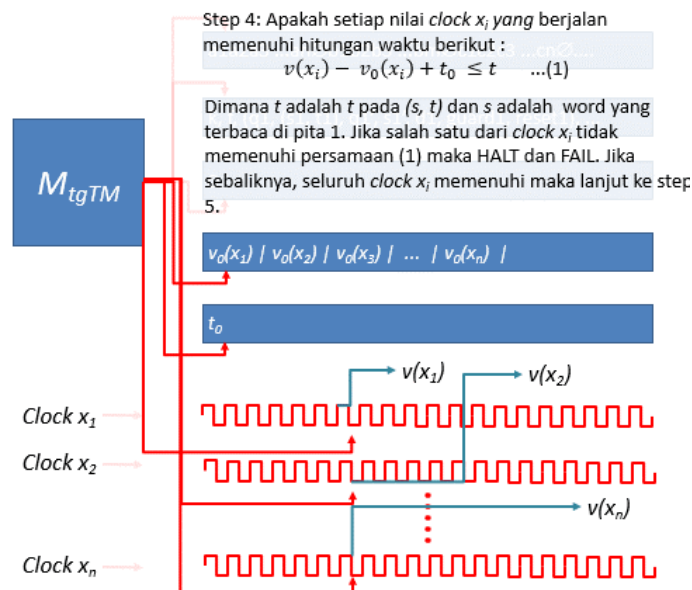 Step 4: Apakah setiap nilai clock xᵢ yang berjalan
memenuhi hitungan waktu berikut :
v(xᵢ) − v₀(xᵢ) + t₀ ≤ t ...(1)
Dimana t adalah t pada (s, t) dan s adalah word yang
terbaca di pita 1. Jika salah satu dari clock xᵢ tidak
memenuhi persamaan (1) maka HALT dan FAIL. Jika
sebaliknya, seluruh clock xᵢ memenuhi maka lanjut ke step
5.
M_tgTM
v₀(x₁) | v₀(x₂) | v₀(x₃) | ... | v₀(xₙ) |
t₀
v(x₁)
v(x₂)
Clock x₁
Clock x₂
v(xₙ)
Clock xₙ